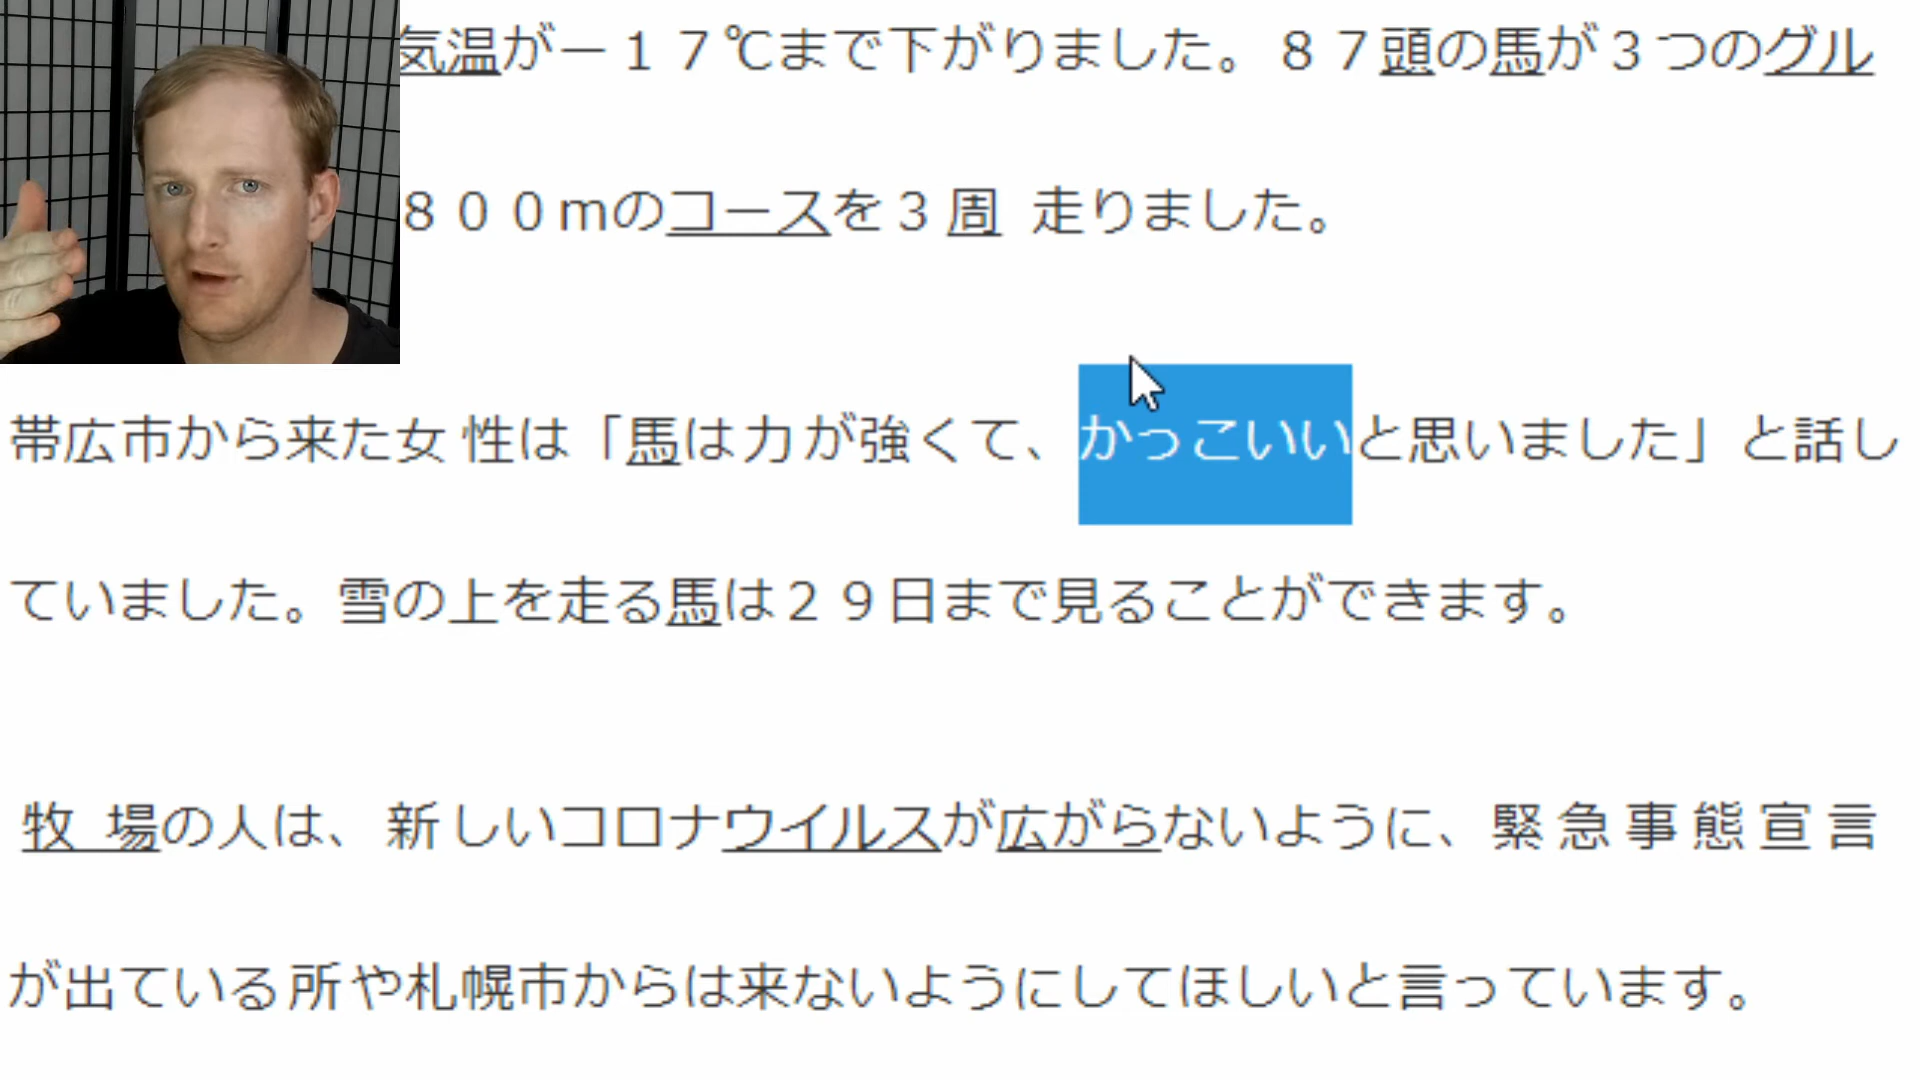 気温がー１７℃まで下がりました。８７頭の馬が３つのグル
８００ｍのコースを３周 走りました。
帯広市から来た女性は「馬は力が強くて、かっこいいと思いました」と話し
ていました。雪の上を走る馬は２９日まで見ることができます。
牧場の人は、新しいコロナウイルスが広がらないように、緊急事態宣言
が出ている所や札幌市からは来ないようにしてほしいと言っています。